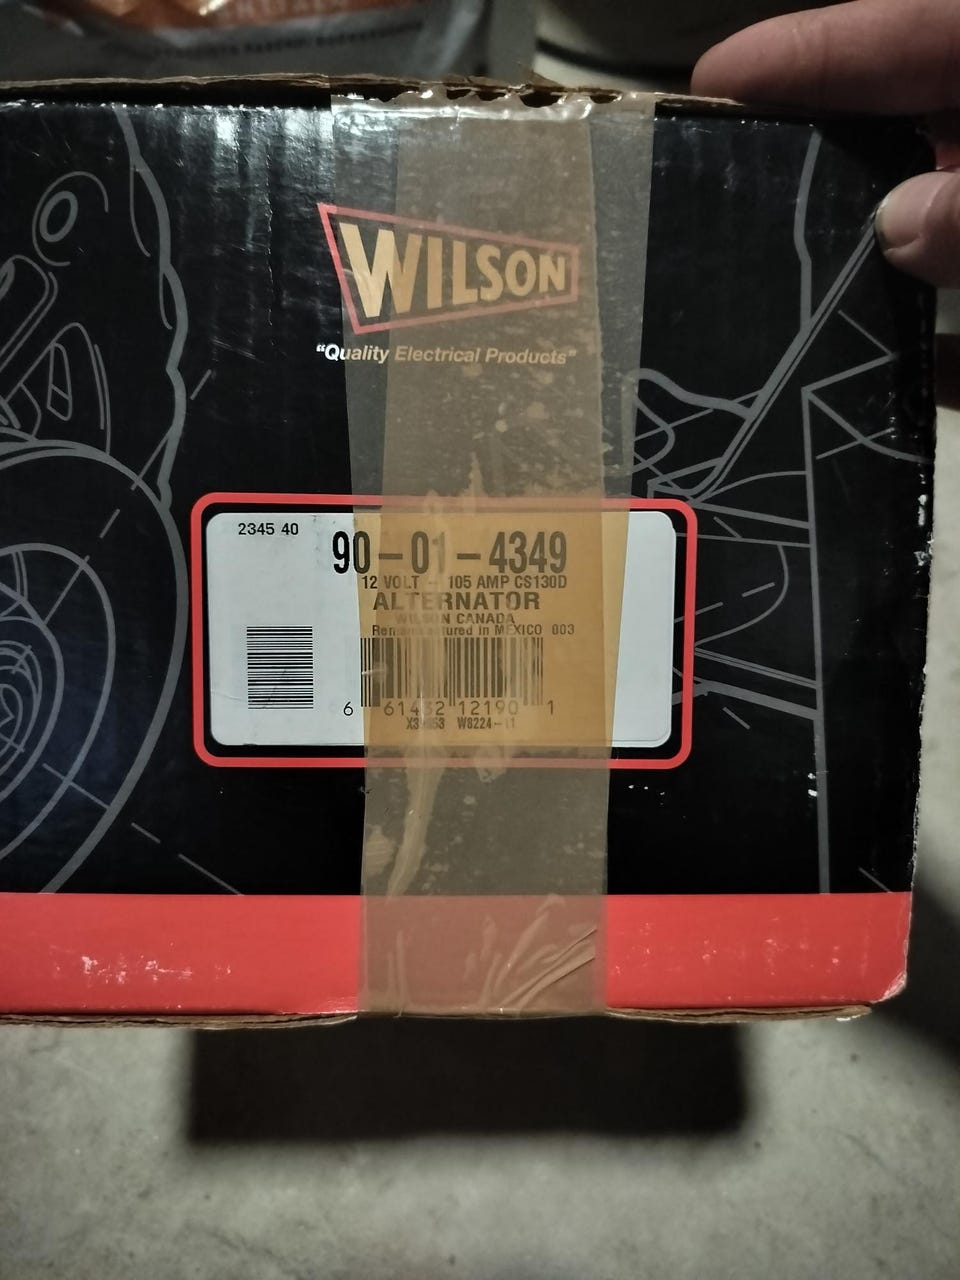 WILSON
"Quality Electrical Products"
2345 40
90-01-4349
12 VOLT - 105 AMP CS130D
ALTERNATOR
WILSON CANADA
in MEXICO 003
6 61432 12190 1
W8224-11